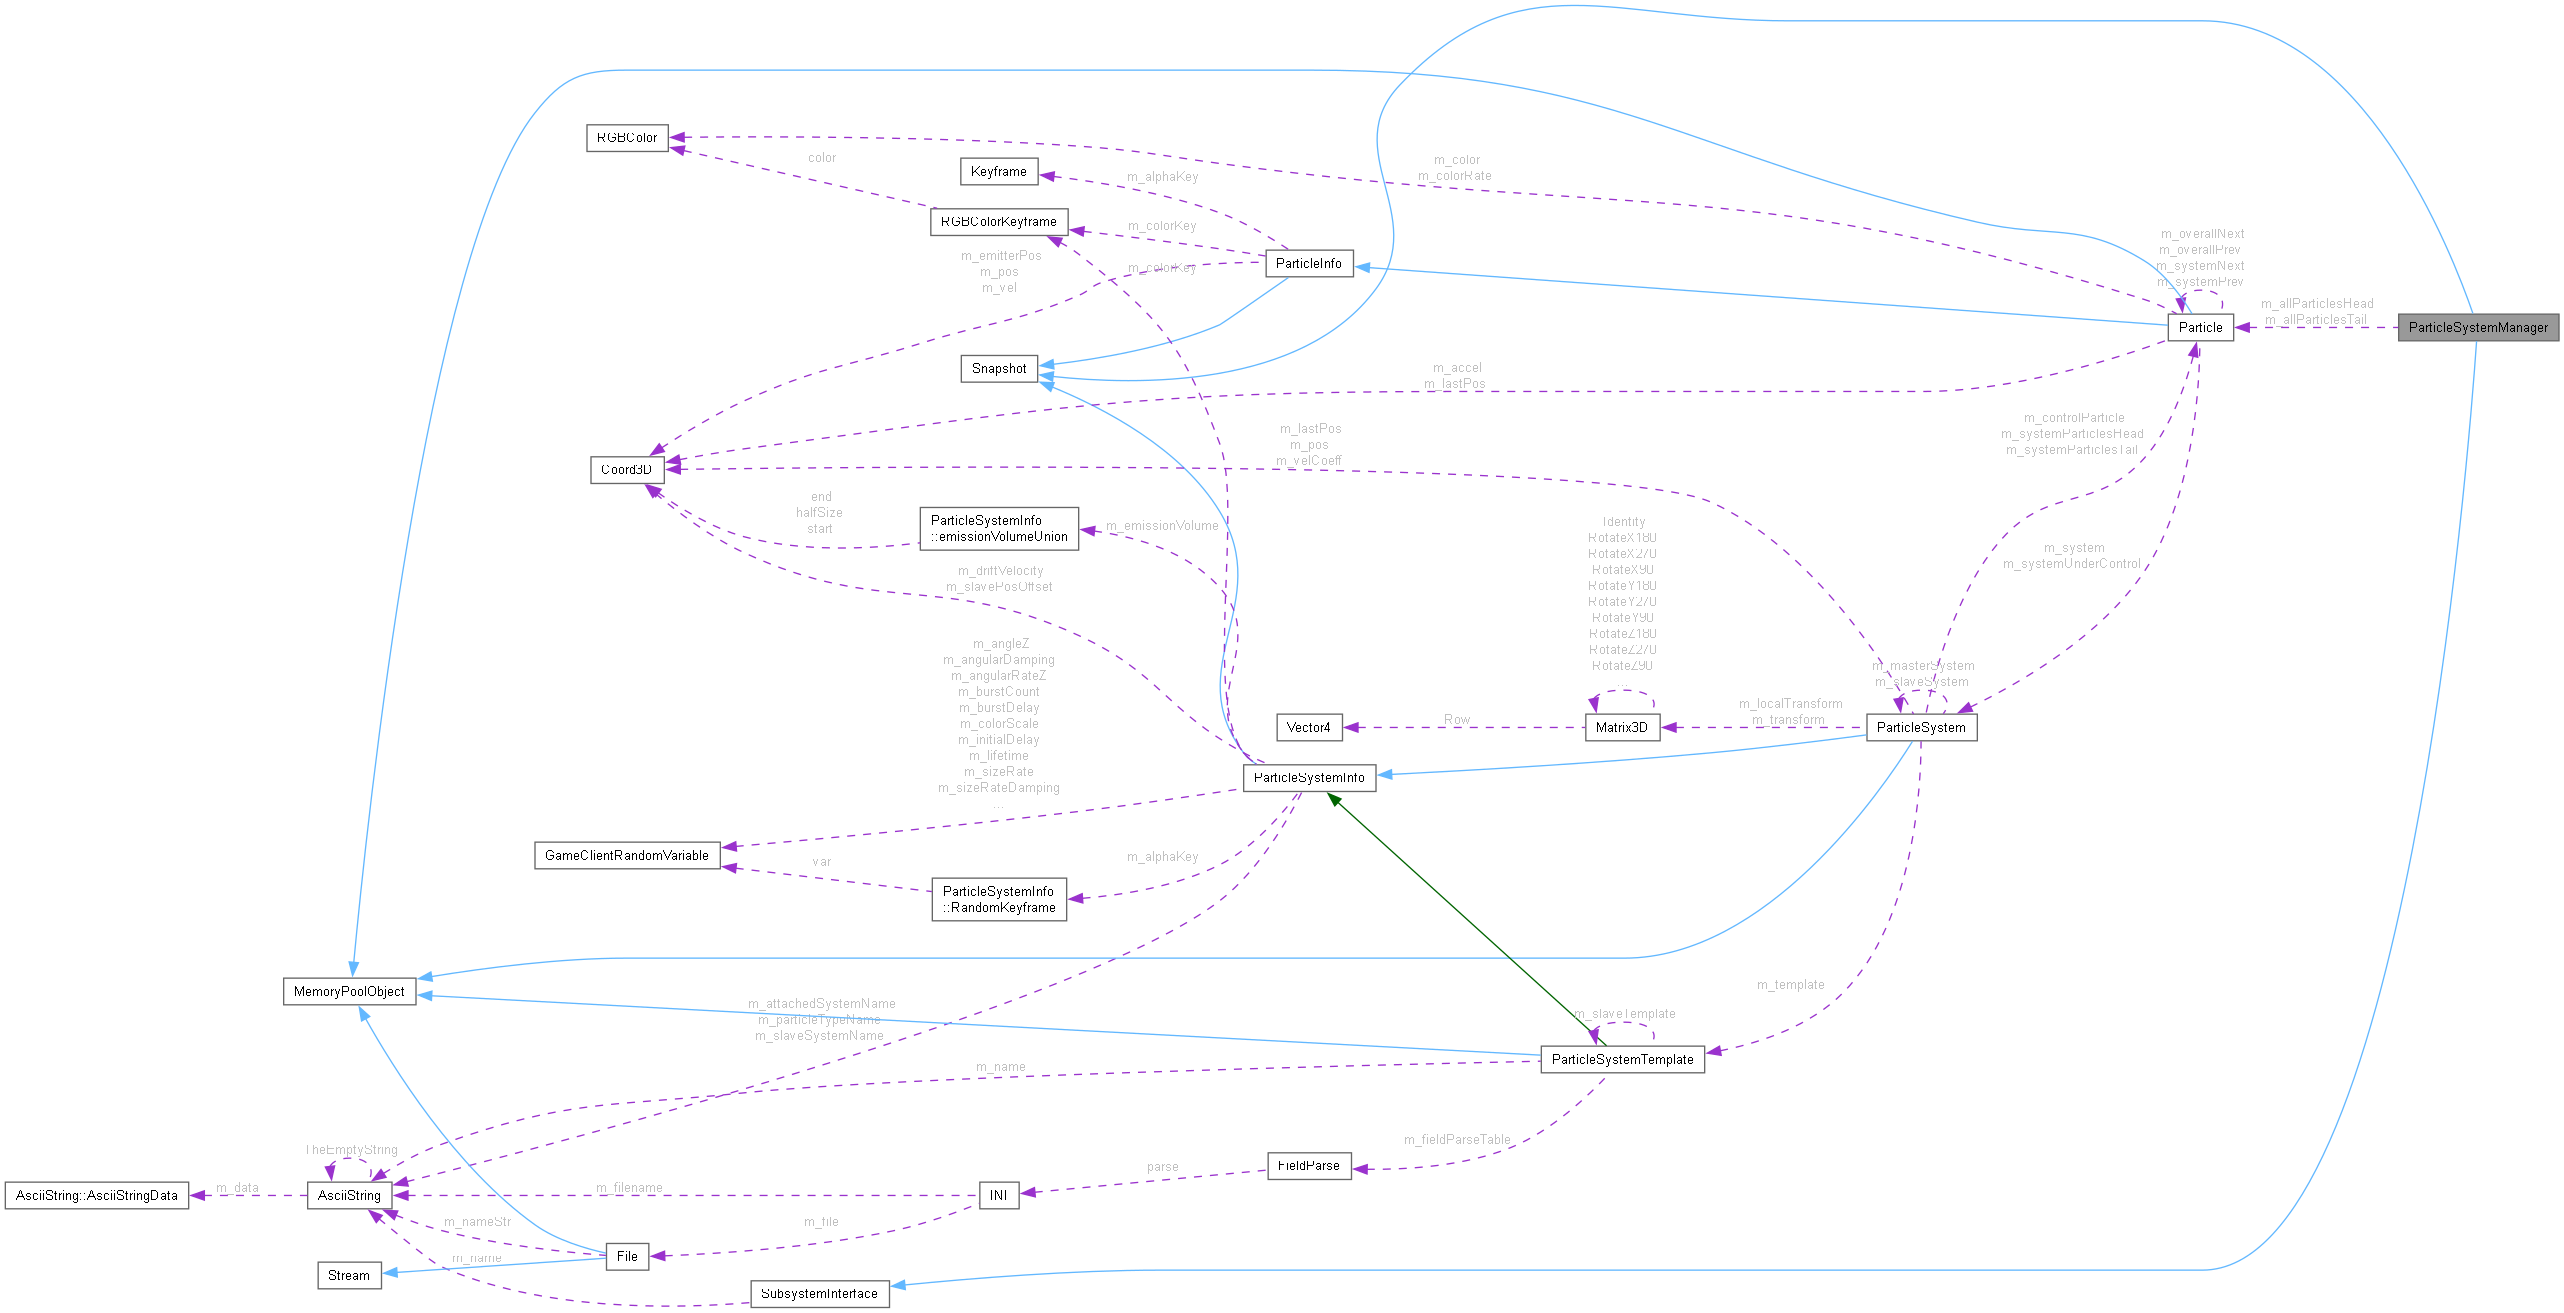 RGBColor
color
Keyframe
m_alphaKey
m_color
m_colorRate
RGBColorKeyframe
m_colorKey
m_emitterPos
m_pos
m_vel
m_colorKey
ParticleInfo
m_overallNext
m_overallPrev
m_systemNext
m_systemPrev
m_allParticlesHead
m_allParticlesTail
Particle
ParticleSystemManager
Snapshot
m_accel
m_lastPos
m_controlParticle
m_systemParticlesHead
m_systemParticlesTail
m_lastPos
m_pos
m_velCoeff
Coord3D
end
halfSize
start
ParticleSystemInfo
::emissionVolumeUnion
m_emissionVolume
Identity
RotateX180
RotateX270
RotateX90
RotateY180
RotateY270
RotateY90
RotateZ180
RotateZ270
RotateZ90
...
m_system
m_systemUnderControl
m_driftVelocity
m_slavePosOffset
m_angleZ
m_angularDamping
m_angularRateZ
m_burstCount
m_burstDelay
m_colorScale
m_initialDelay
m_lifetime
m_sizeRate
m_sizeRateDamping
...
m_masterSystem
m_slaveSystem
Vector4
Row
Matrix3D
m_localTransform
m_transform
ParticleSystem
ParticleSystemInfo
GameClientRandomVariable
var
m_alphaKey
ParticleSystemInfo
::RandomKeyframe
MemoryPoolObject
m_attachedSystemName
m_particleTypeName
m_slaveSystemName
m_template
m_slaveTemplate
ParticleSystemTemplate
m_name
m_fieldParseTable
TheEmptyString
FieldParse
parse
AsciiString::AsciiStringData
m_data
AsciiString
m_filename
INI
m_nameStr
m_file
File
m_name
Stream
SubsystemInterface